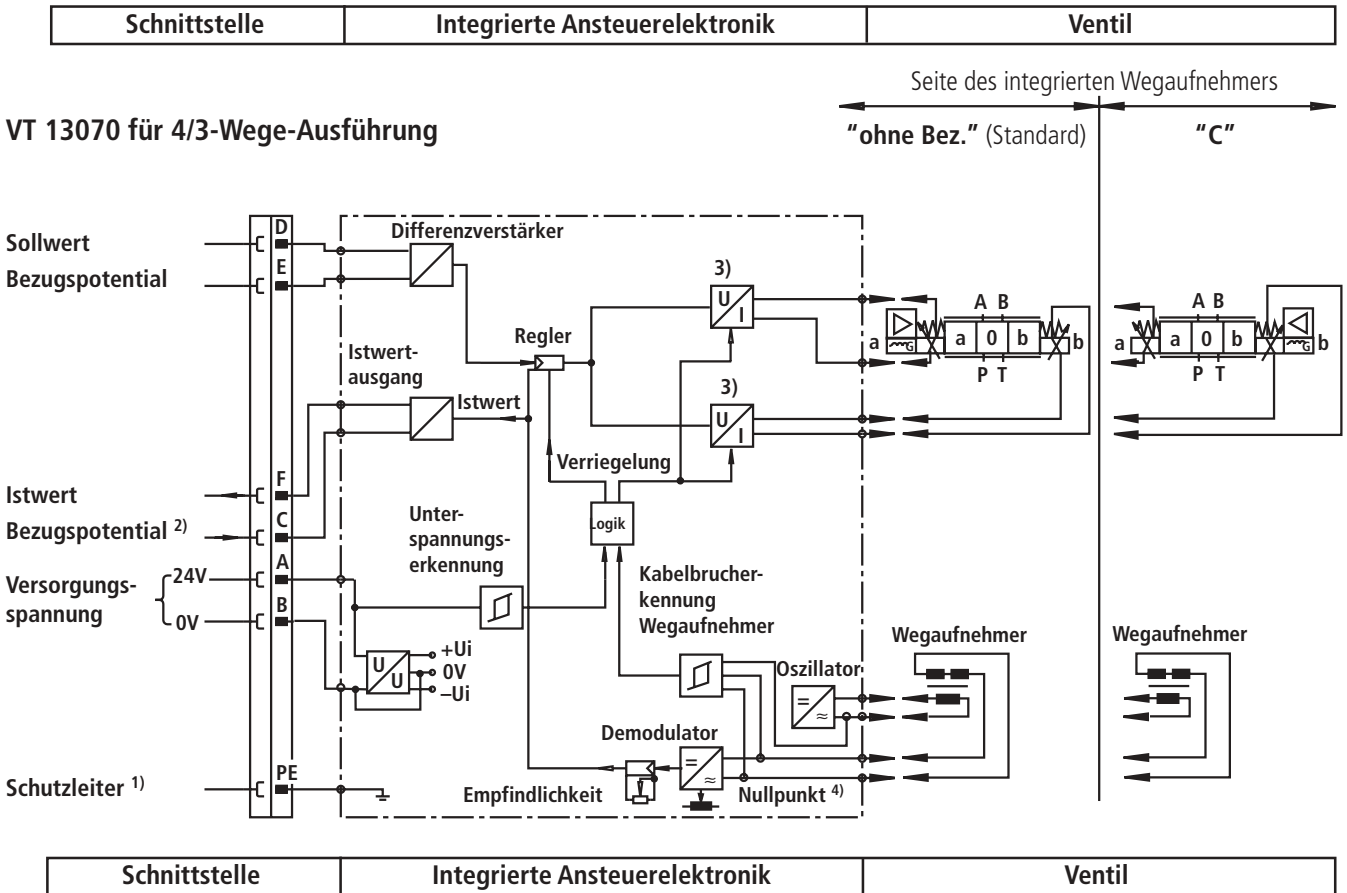 Schnittstelle Integrierte Ansteuerelektronik Ventil
Seite des integrierten Wegaufnehmers
VT 13070 für 4/3-Wege-Ausführung
"ohne Bez." (Standard) "C"
Sollwert
Bezugspotential
D
E
Differenzverstärker
3)
U
I
Regler
Istwert-
ausgang
Istwert
3)
U
I
Verriegelung
A B
a a 0 b b
G
P T
A B
a a 0 b b
G
P T
Istwert
Bezugspotential 2)
F
C
Versorgungs-
spannung
24V
0V
A
B
Unter-
spannungs-
erkennung
Logik
Kabelbrucher-
kennung
Wegaufnehmer
U
U
+Ui
0V
–Ui
Oszillator
=
≈
Wegaufnehmer
Wegaufnehmer
Demodulator
=
≈
Empfindlichkeit
Nullpunkt 4)
Schutzleiter 1)
PE
Schnittstelle Integrierte Ansteuerelektronik Ventil